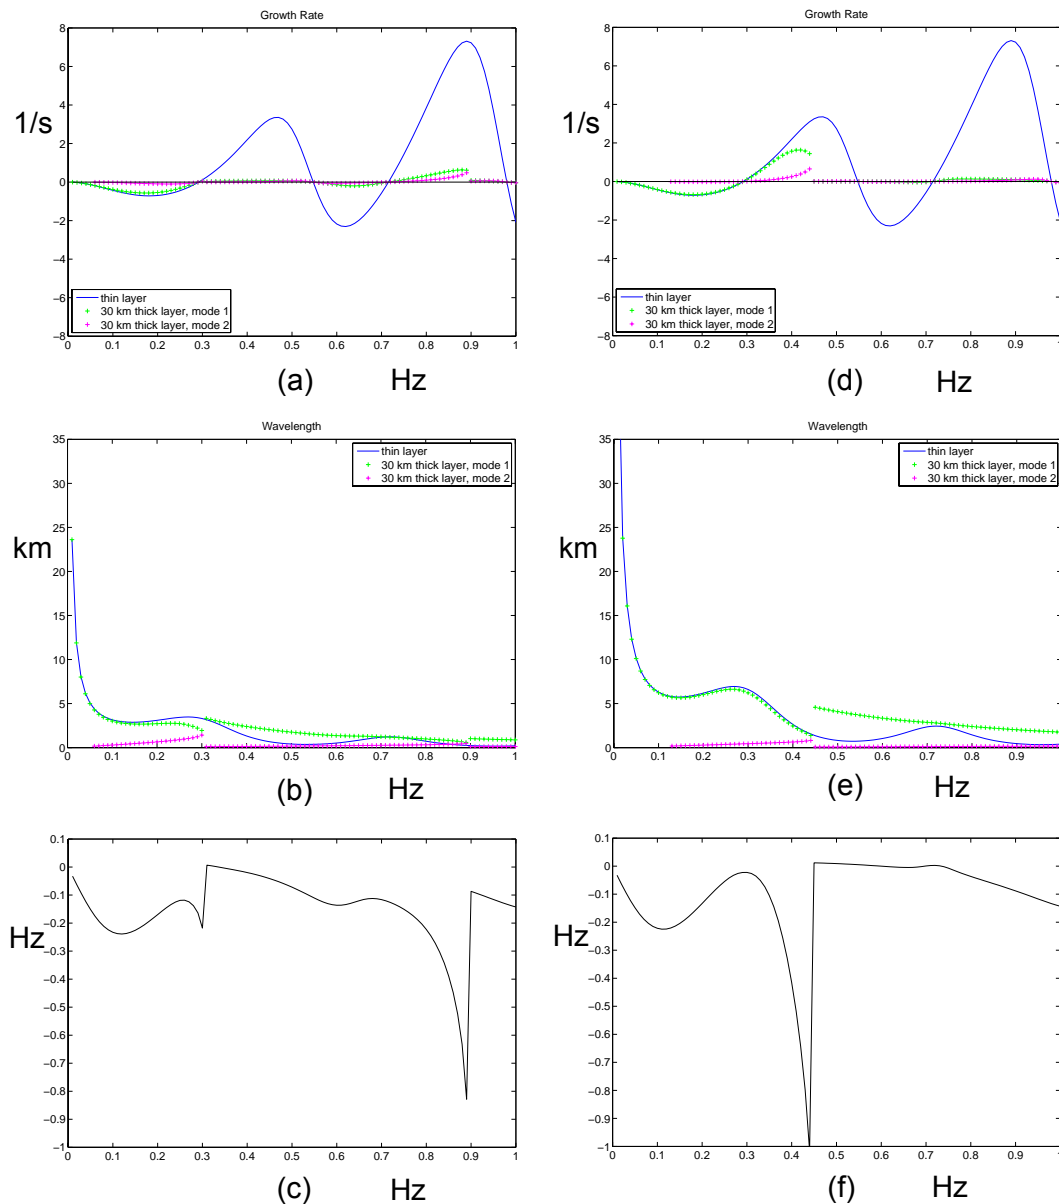 Growth Rate
8
6
4
2
0
−2
−4
−6
−8
1/s
thin layer
30 km thick layer, mode 1
30 km thick layer, mode 2
0 0.1 0.2 0.3 0.4 0.5 0.6 0.7 0.8 0.9 1
(a) Hz
Growth Rate
8
6
4
2
0
−2
−4
−6
−8
1/s
thin layer
30 km thick layer, mode 1
30 km thick layer, mode 2
0 0.1 0.2 0.3 0.4 0.5 0.6 0.7 0.8 0.9 1
(d) Hz
Wavelength
35
30
25
20
15
10
5
0
km
thin layer
30 km thick layer, mode 1
30 km thick layer, mode 2
0 0.1 0.2 0.3 0.4 0.5 0.6 0.7 0.8 0.9 1
(b) Hz
Wavelength
35
30
25
20
15
10
5
0
km
thin layer
30 km thick layer, mode 1
30 km thick layer, mode 2
0 0.1 0.2 0.3 0.4 0.5 0.6 0.7 0.8 0.9 1
(e) Hz
0.1
0
−0.1
−0.2
−0.3
−0.4
−0.5
−0.6
−0.7
−0.8
−0.9
−1
Hz
0 0.1 0.2 0.3 0.4 0.5 0.6 0.7 0.8 0.9 1
(c) Hz
0.1
0
−0.1
−0.2
−0.3
−0.4
−0.5
−0.6
−0.7
−0.8
−0.9
−1
Hz
0 0.1 0.2 0.3 0.4 0.5 0.6 0.7 0.8 0.9 1
(f) Hz